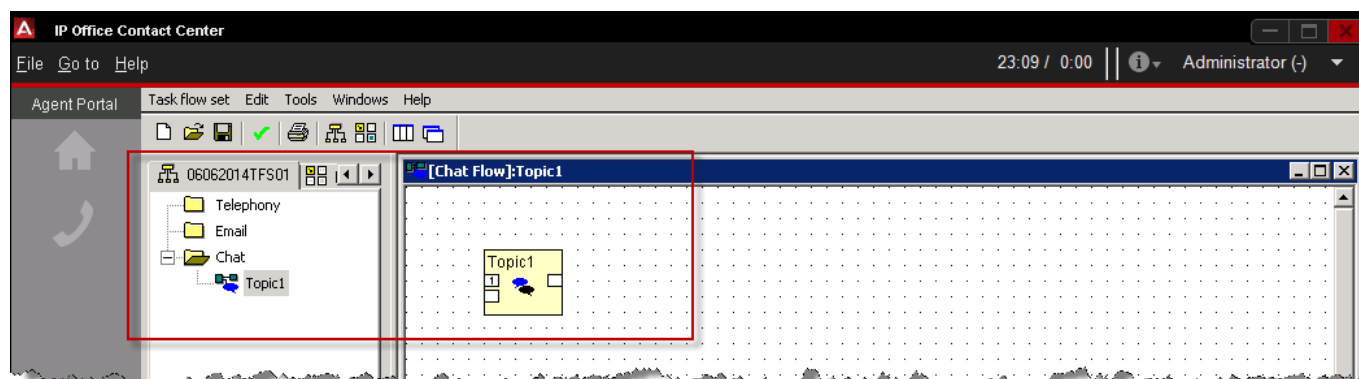 IP Office Contact Center
File Go to Help 23:09 / 0:00 Administrator (-)
Agent Portal Task flow set Edit Tools Windows Help
06062014TFS01 [Chat Flow]:Topic1
Telephony
Email
Chat
Topic1
Topic1
1